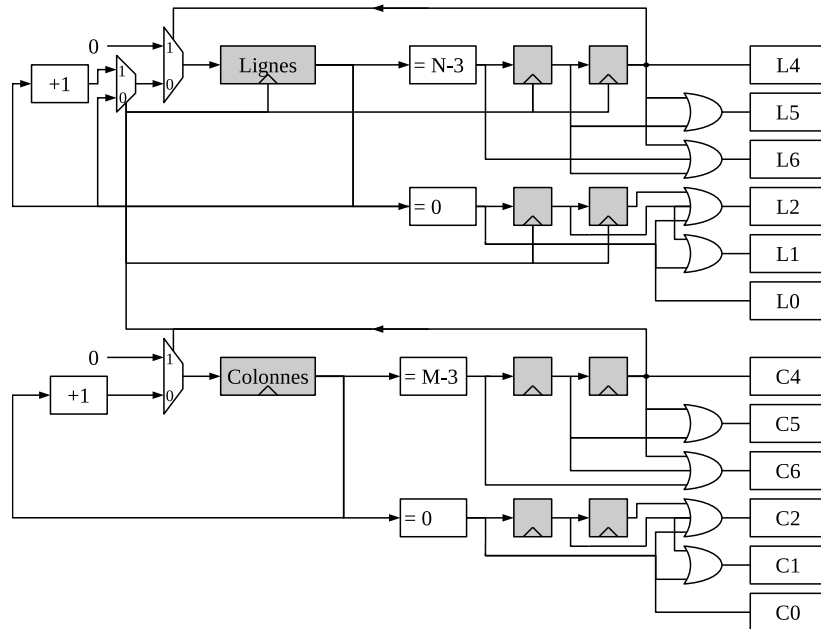 0
1
0
+1
1
0
Lignes
= N-3
L4
L5
L6
= 0
L2
L1
L0
0
1
0
+1
Colonnes
= M-3
C4
C5
C6
= 0
C2
C1
C0